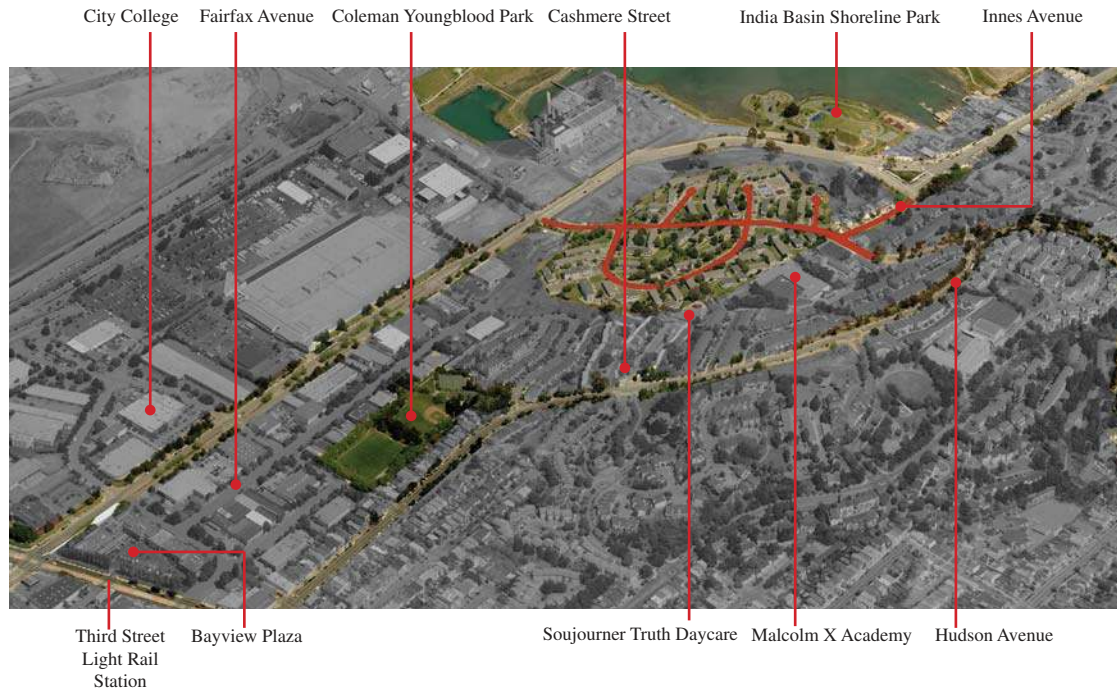 City College
Fairfax Avenue
Coleman Youngblood Park
Cashmere Street
India Basin Shoreline Park
Innes Avenue
Third Street
Light Rail
Station
Bayview Plaza
Soujourner Truth Daycare
Malcolm X Academy
Hudson Avenue